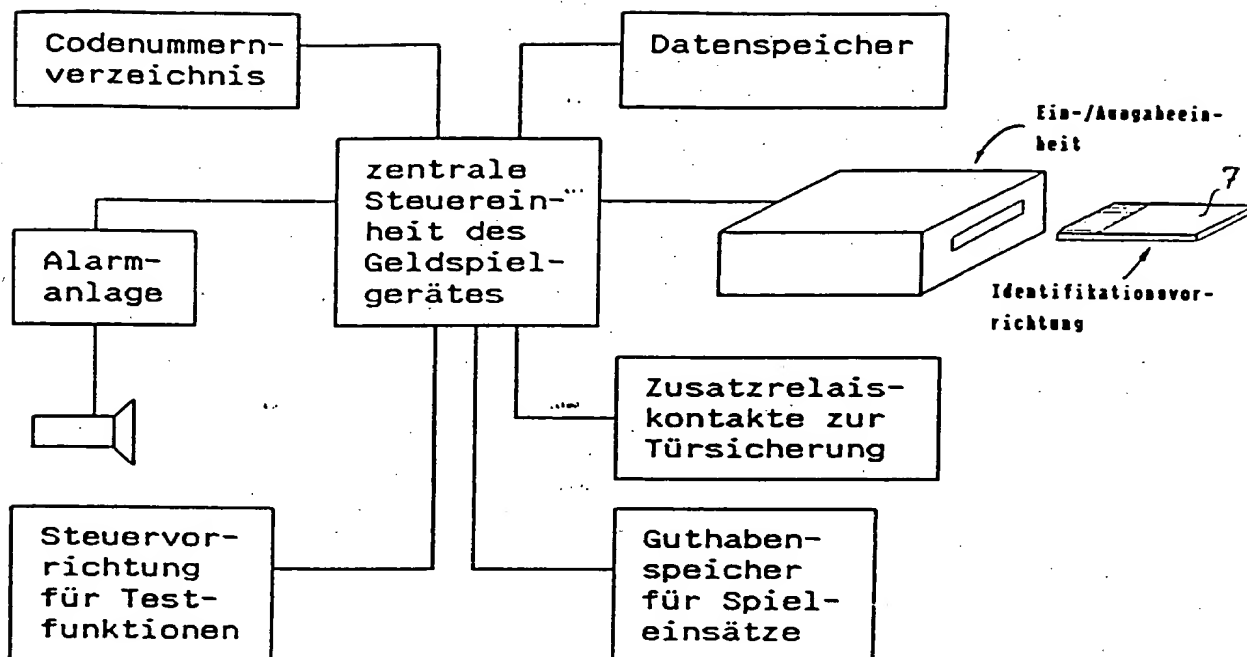 Codenummern-
verzeichnis
Datenspeicher
Ein-/Ausgabeein-
heit
zentrale
Steuerein-
heit des
Geldspiel-
gerätes
7
Alarm-
anlage
Identifikationsvor-
richtung
Zusatzrelais-
kontakte zur
Türsicherung
Steuervor-
richtung
für Test-
funktionen
Guthaben-
speicher
für Spiel-
einsätze